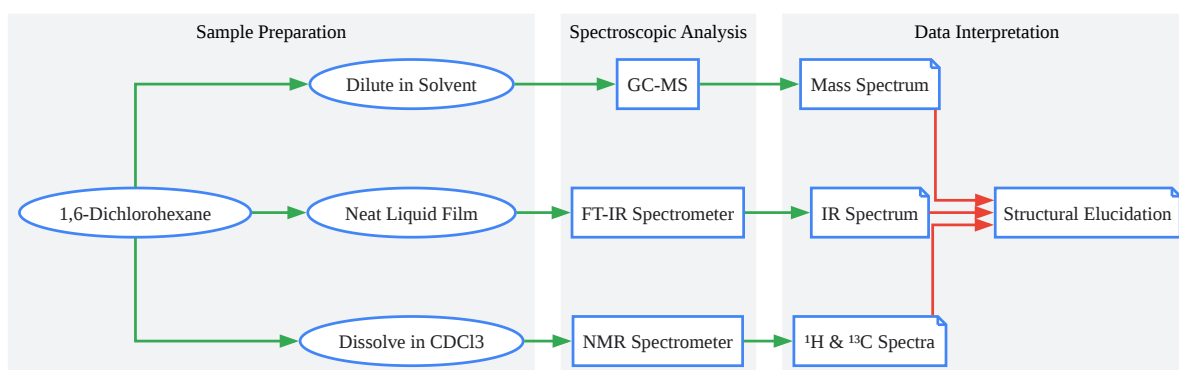 Sample Preparation
Spectroscopic Analysis
Data Interpretation
Dilute in Solvent
GC-MS
Mass Spectrum
1,6-Dichlorohexane
Neat Liquid Film
FT-IR Spectrometer
IR Spectrum
Structural Elucidation
Dissolve in CDCl3
NMR Spectrometer
¹H & ¹³C Spectra